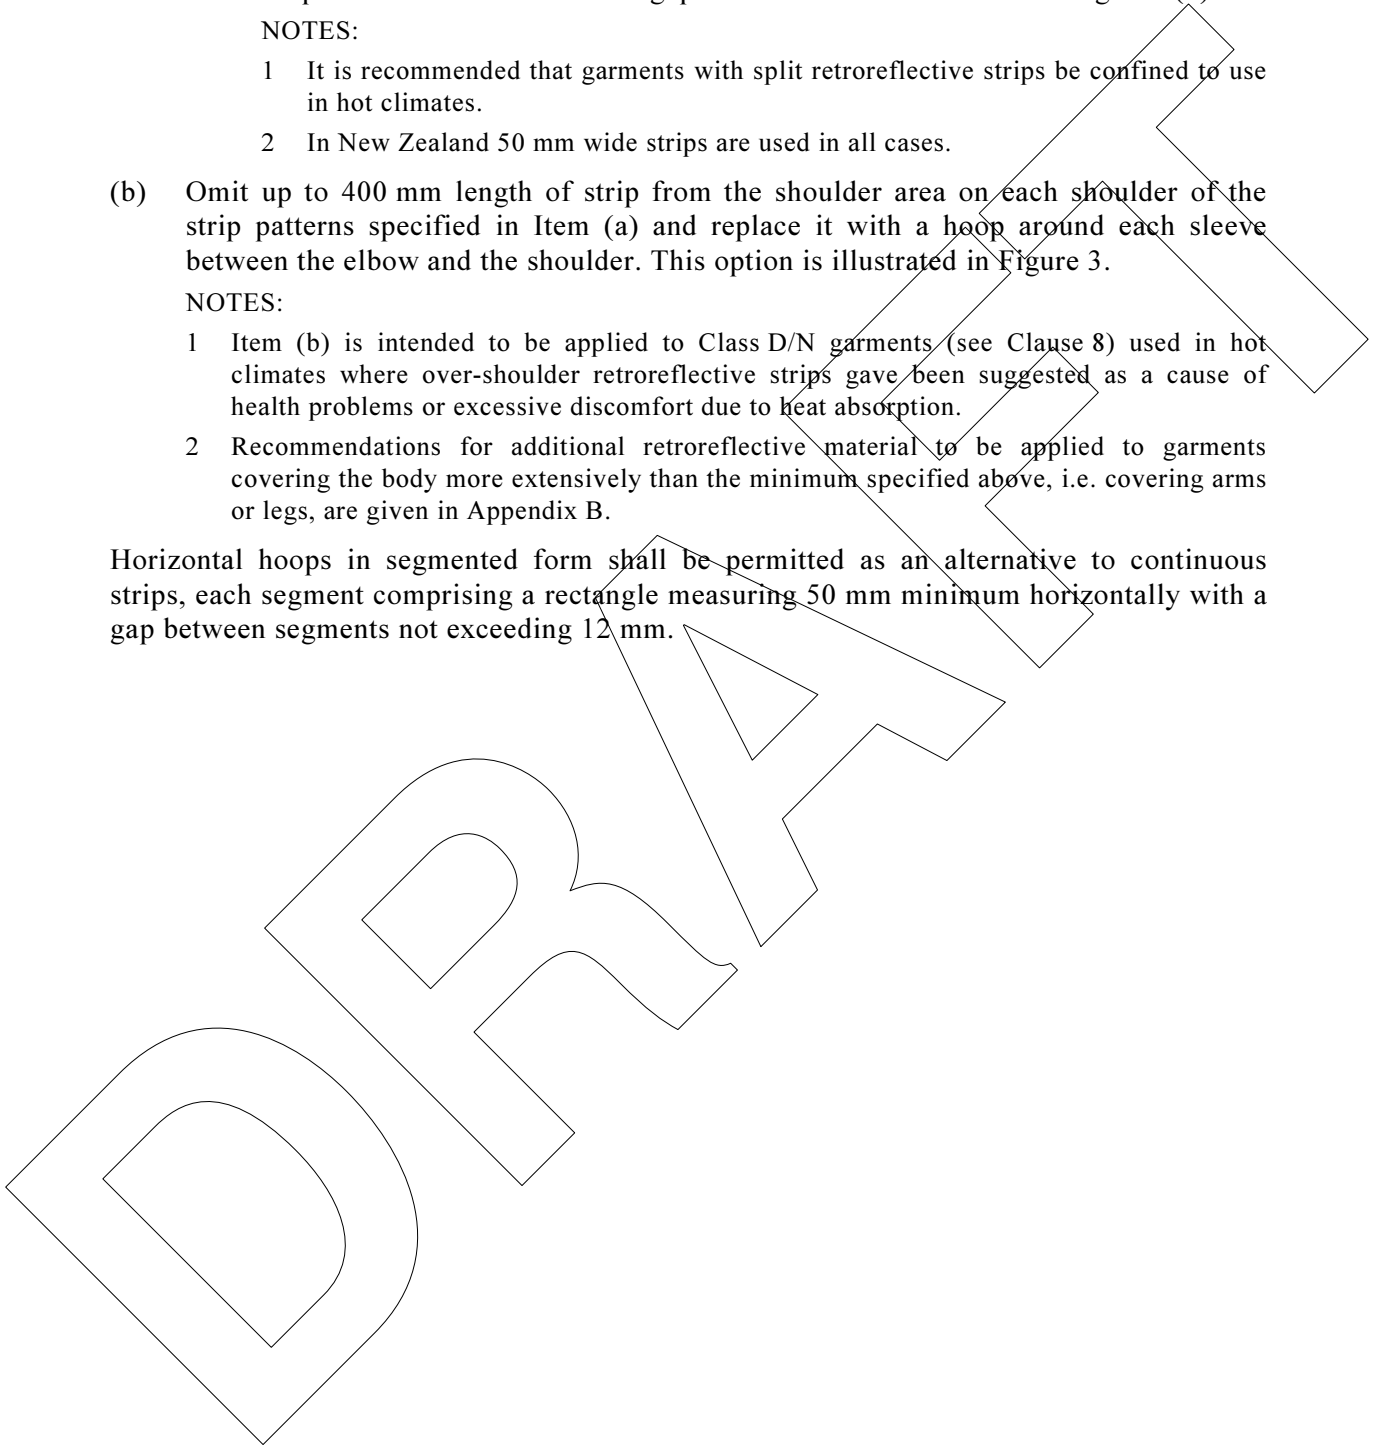 NOTES:
1 It is recommended that garments with split retroreflective strips be confined to use
in hot climates.
2 In New Zealand 50 mm wide strips are used in all cases.
(b) Omit up to 400 mm length of strip from the shoulder area on each shoulder of the
strip patterns specified in Item (a) and replace it with a hoop around each sleeve
between the elbow and the shoulder. This option is illustrated in Figure 3.
NOTES:
1 Item (b) is intended to be applied to Class D/N garments (see Clause 8) used in hot
climates where over-shoulder retroreflective strips gave been suggested as a cause of
health problems or excessive discomfort due to heat absorption.
2 Recommendations for additional retroreflective material to be applied to garments
covering the body more extensively than the minimum specified above, i.e. covering arms
or legs, are given in Appendix B.
Horizontal hoops in segmented form shall be permitted as an alternative to continuous
strips, each segment comprising a rectangle measuring 50 mm minimum horizontally with a
gap between segments not exceeding 12 mm.
DRAFT